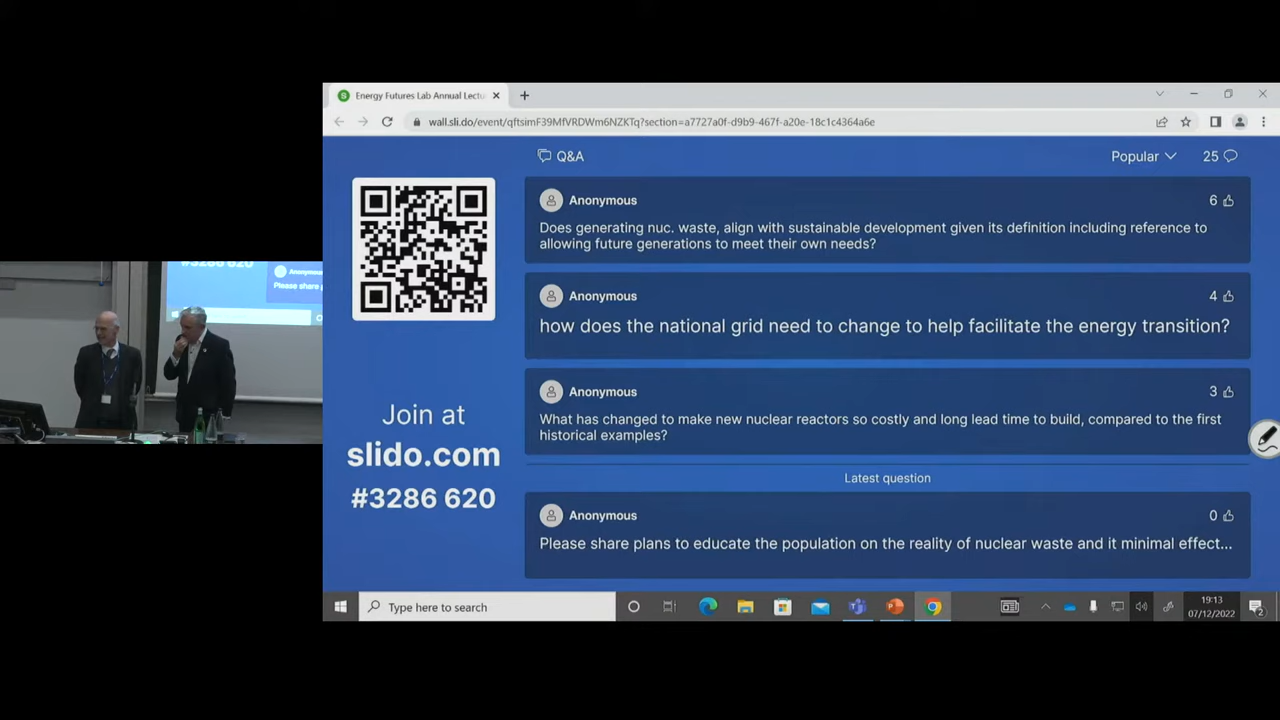 Energy Futures Lab Annual Lectu
wall.sli.do/event/qftsimF39MfVRDWm6NZKTq?section=a7727a0f-d9b9-467f-a20e-18c1c4364a6e
Q&A
Popular
25
Anonymous
6
Does generating nuc. waste, align with sustainable development given its definition including reference to
allowing future generations to meet their own needs?
Anonymous
4
how does the national grid need to change to help facilitate the energy transition?
Anonymous
3
What has changed to make new nuclear reactors so costly and long lead time to build, compared to the first
historical examples?
Latest question
Anonymous
0
Please share plans to educate the population on the reality of nuclear waste and it minimal effect...
Join at
slido.com
#3286 620
#3286 620
Anonymous
Please share p
Type here to search
19:13
07/12/2022
2